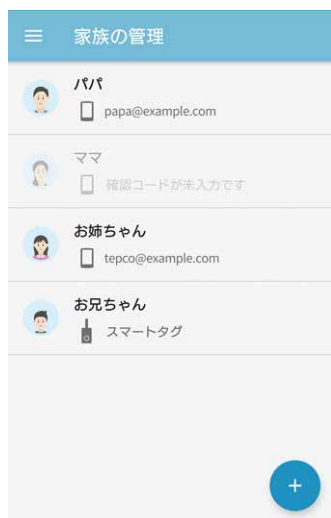 家族の管理
パパ
papa@example.com
ママ
確認コードが未入力です
お姉ちゃん
tepco@example.com
お兄ちゃん
スマートタグ